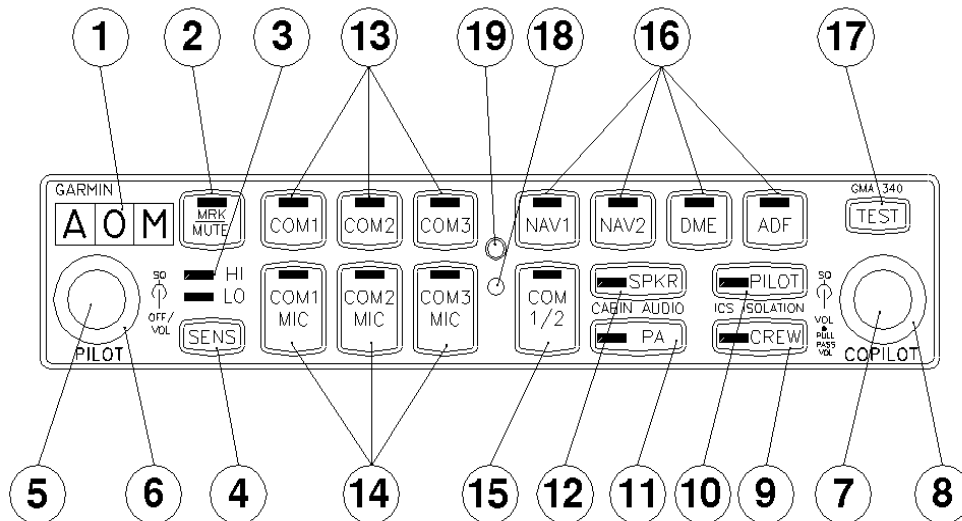 1 2 3 13 19 18 16 17
GARMIN
GMA 340
A O M
MRK MUTE
COM1 COM2 COM3
NAV1 NAV2 DME ADF
TEST
HI
LO
SQ
OFF/
VOL
SENS
PILOT
COM1
MIC
COM2
MIC
COM3
MIC
COM
1/2
SPKR
CABIN AUDIO
PA
PILOT
ICS ISOLATION
CREW
SQ
VOL
PULL
PASS
VOL
COPILOT
5 6 4 14 15 12 11 10 9 7 8